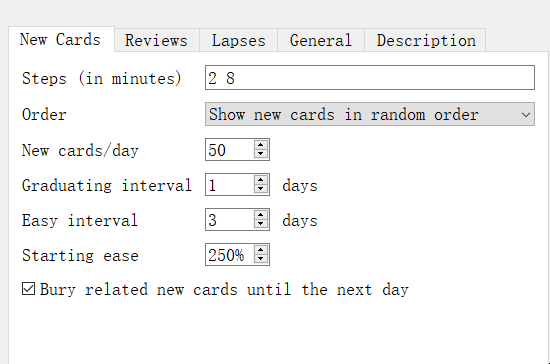 New Cards Reviews Lapses General Description
Steps (in minutes) 2 8
Order Show new cards in random order
New cards/day 50
Graduating interval 1 days
Easy interval 3 days
Starting ease 250%
Bury related new cards until the next day